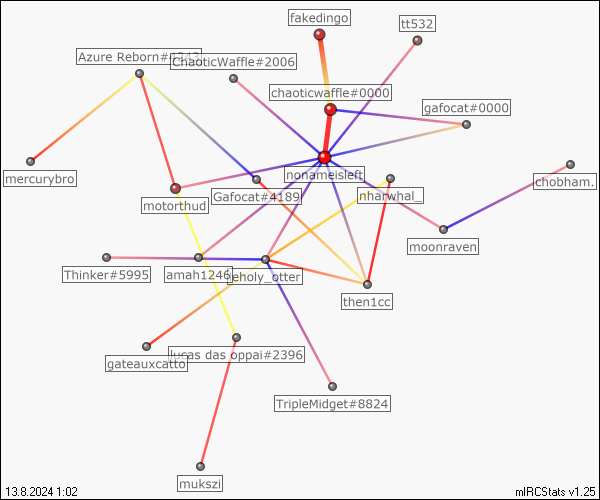 fakedingo
tt532
Azure Reborn#
ChaoticWaffle#2006
chaoticwaffle#0000
gafocat#0000
nonameisleft
mercurybro
motorthud
Gafocat#4189
nharwhal_
chobham.
moonraven
Thinker#5995
amah1246
eholy_otter
then1cc
lucas das oppai#2396
gateauxcatto
TripleMidget#8824
mukszi
13.8.2024 1:02
mIRCStats v1.25